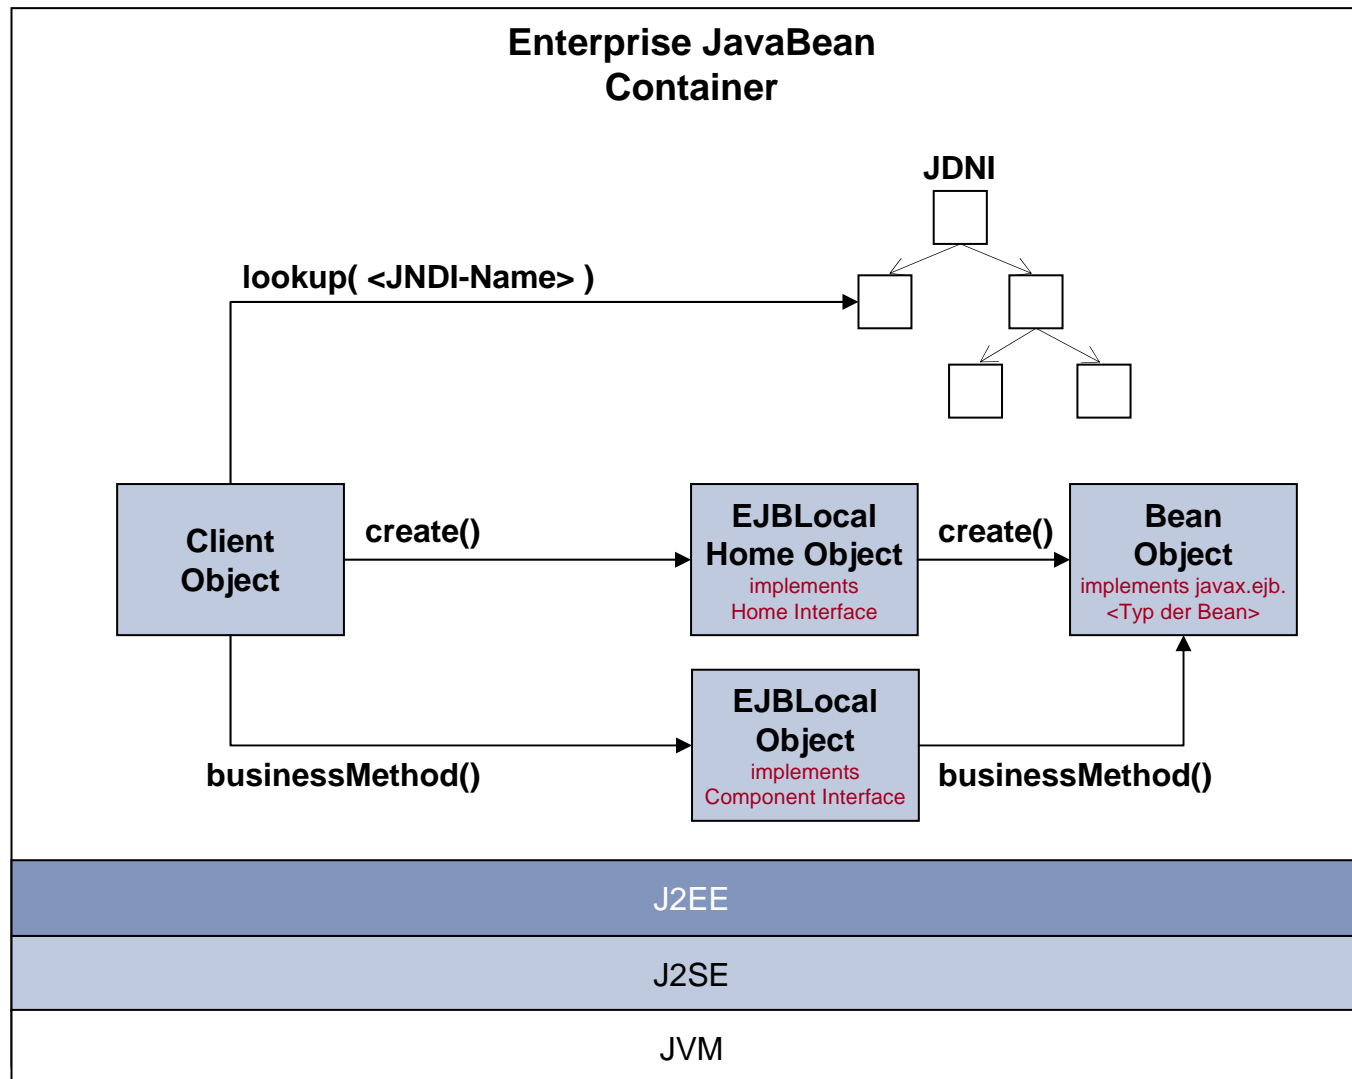 Enterprise JavaBean
Container
JDNI
lookup( <JNDI-Name> )
Client
Object
create()
EJBLocal
Home Object
implements
Home Interface
create()
Bean
Object
implements javax.ejb.
<Typ der Bean>
businessMethod()
EJBLocal
Object
implements
Component Interface
businessMethod()
J2EE
J2SE
JVM